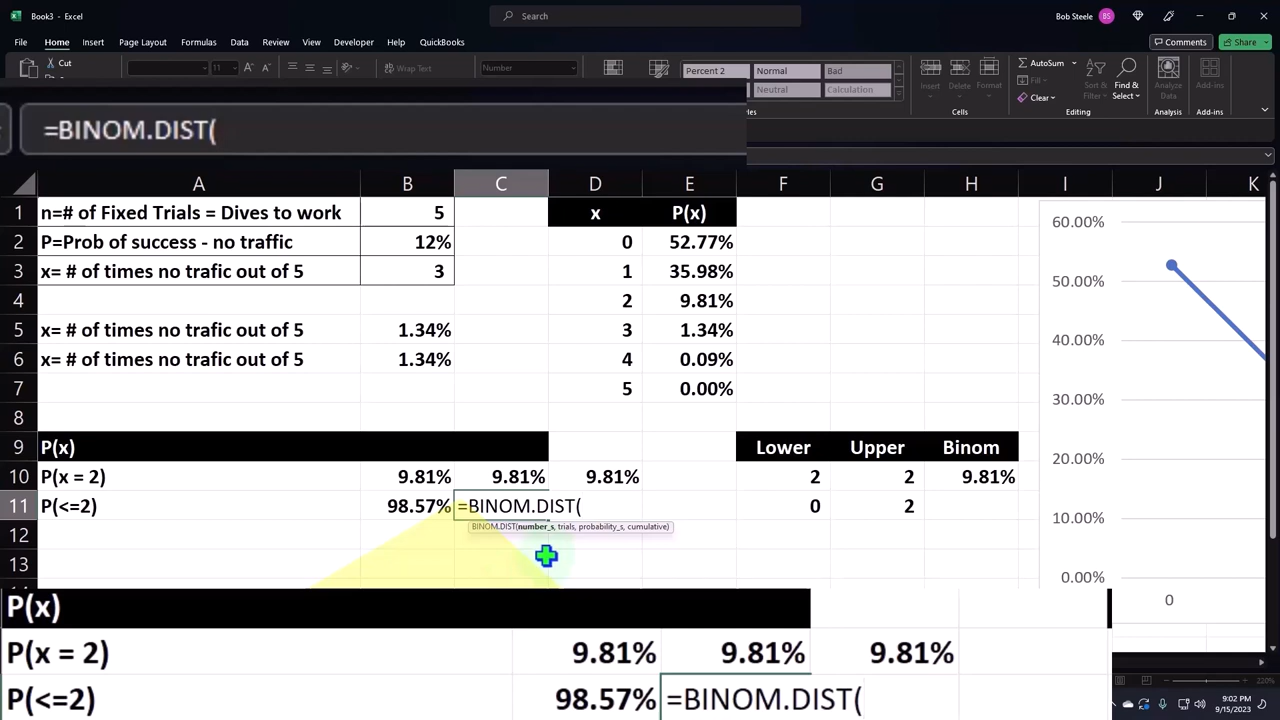 Book3 - Excel
Search
Bob Steele BS
File Home Insert Page Layout Formulas Data Review View Developer Help QuickBooks
Comments Share
Cut
11
Wrap Text
Number
Percent 2 Normal Bad
Neutral Calculation
Insert Delete Format
AutoSum
Fill
Clear
Sort & Filter
Find & Select
Analyze Data
Add-ins
Cells
Editing
Analysis
Add-ins
=BINOM.DIST(
A B C D E F G H I J K
1 n=# of Fixed Trials = Dives to work 5 x P(x)
2 P=Prob of success - no traffic 12% 0 52.77%
3 x= # of times no trafic out of 5 3 1 35.98%
4 2 9.81%
5 x= # of times no trafic out of 5 1.34% 3 1.34%
6 x= # of times no trafic out of 5 1.34% 4 0.09%
7 5 0.00%
8
9 P(x) Lower Upper Binom
10 P(x = 2) 9.81% 9.81% 9.81% 2 2 9.81%
11 P(<=2) 98.57% =BINOM.DIST( 0 2
BINOM.DIST(number_s, trials, probability_s, cumulative)
12
13
60.00%
50.00%
40.00%
30.00%
20.00%
10.00%
0.00%
0
P(x)
P(x = 2) 9.81% 9.81% 9.81%
P(<=2) 98.57% =BINOM.DIST(
220%
9:02 PM
9/15/2023